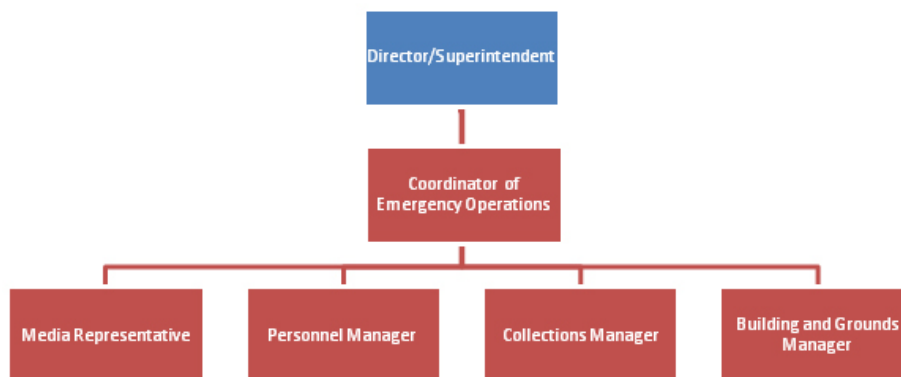 Director/Superintendent
Coordinator of
Emergency Operations
Media Representative
Personnel Manager
Collections Manager
Building and Grounds
Manager